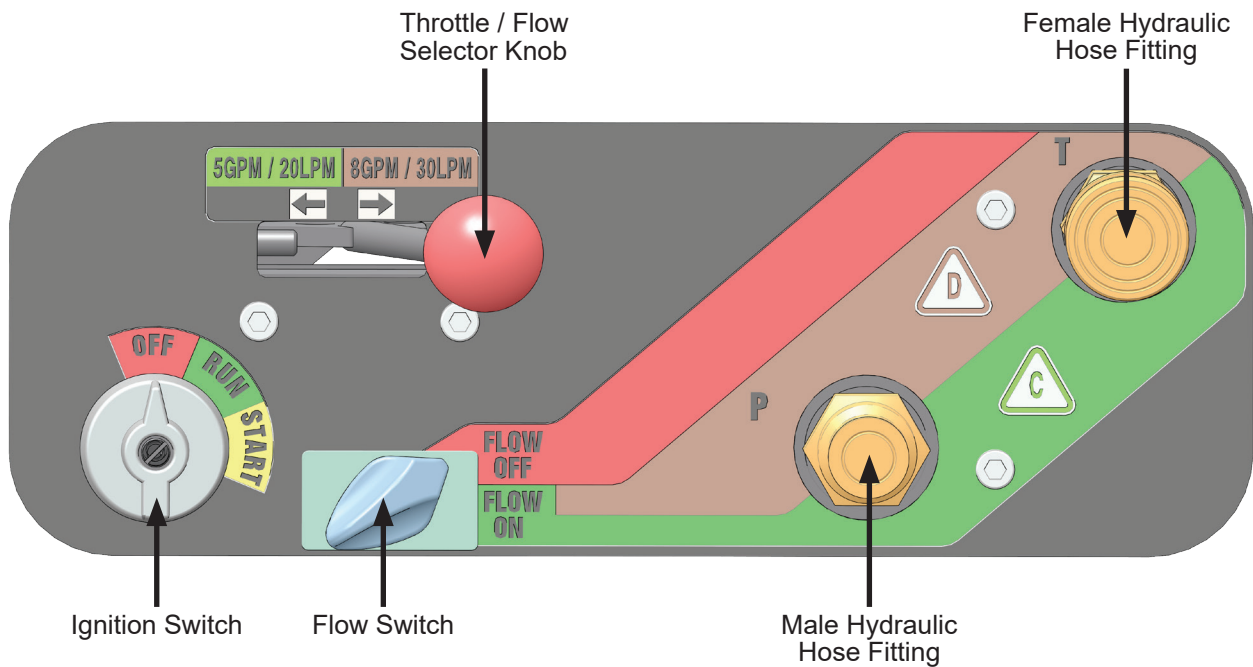 Throttle / Flow
Selector Knob
Female Hydraulic
Hose Fitting
5GPM / 20LPM
8GPM / 30LPM
T
D
C
OFF
RUN
START
P
FLOW
OFF
FLOW
ON
Ignition Switch
Flow Switch
Male Hydraulic
Hose Fitting